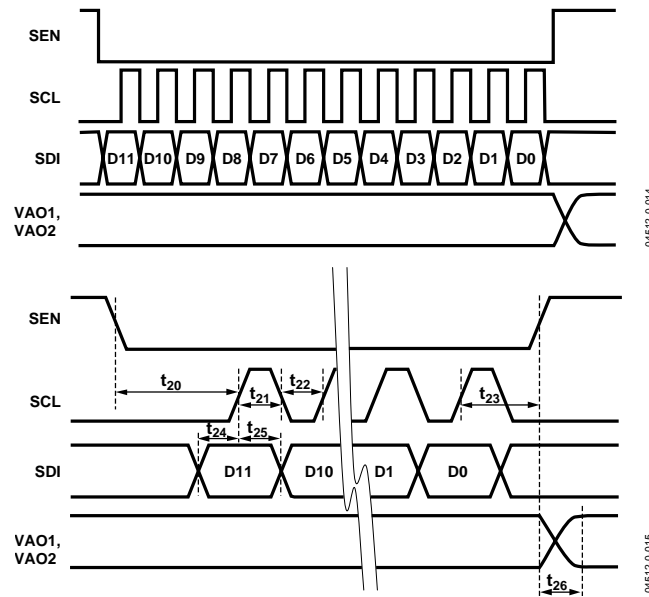 SEN
SCL
SDI D11 D10 D9 D8 D7 D6 D5 D4 D3 D2 D1 D0
VAO1,
VAO2
04512-0-014
SEN
t20
SCL t21 t22 t23
t24 t25
SDI D11 D10 D1 D0
VAO1,
VAO2
t26
04512-0-015